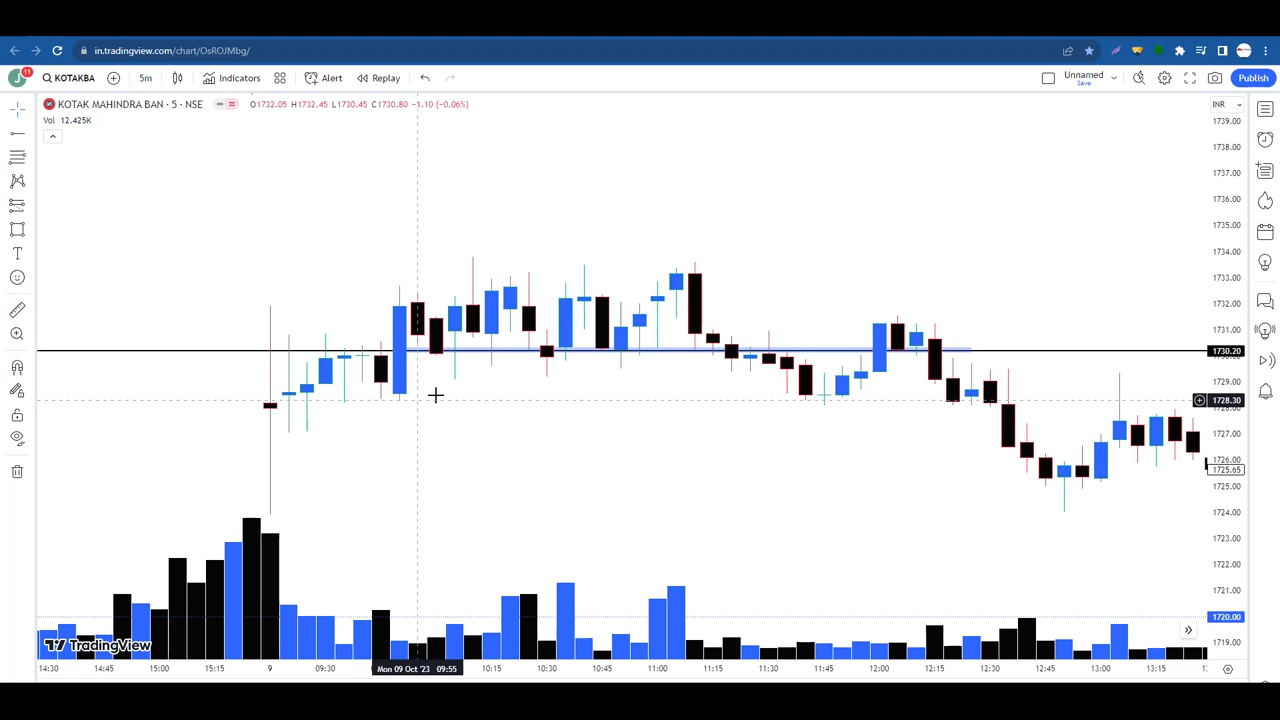 in.tradingview.com/chart/OsROJMbg/
J
11
KOTAKBA
5m
Indicators
Alert
Replay
Unnamed
Save
Publish
KOTAK MAHINDRA BAN · 5 · NSE
O1732.05 H1732.45 L1730.45 C1730.80 -1.10 (-0.06%)
Vol 12.425K
INR
1739.00
1738.00
1737.00
1736.00
1735.00
1734.00
1733.00
1732.00
1731.00
1730.20
1729.00
1728.30
1728.00
1727.00
1726.00
1725.65
1725.00
1724.00
1723.00
1722.00
1721.00
1720.00
1719.00
TradingView
14:30 14:45 15:00 15:15 9 09:30 Mon 09 Oct '23 09:55 10:15 10:30 10:45 11:00 11:15 11:30 11:45 12:00 12:15 12:30 12:45 13:00 13:15